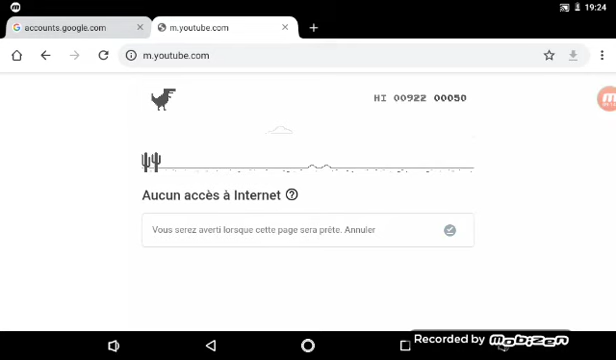 19:24
accounts.google.com
m.youtube.com
m.youtube.com
HI 00922 00050
Aucun accès à Internet
Vous serez averti lorsque cette page sera prête. Annuler
Recorded by mobizen